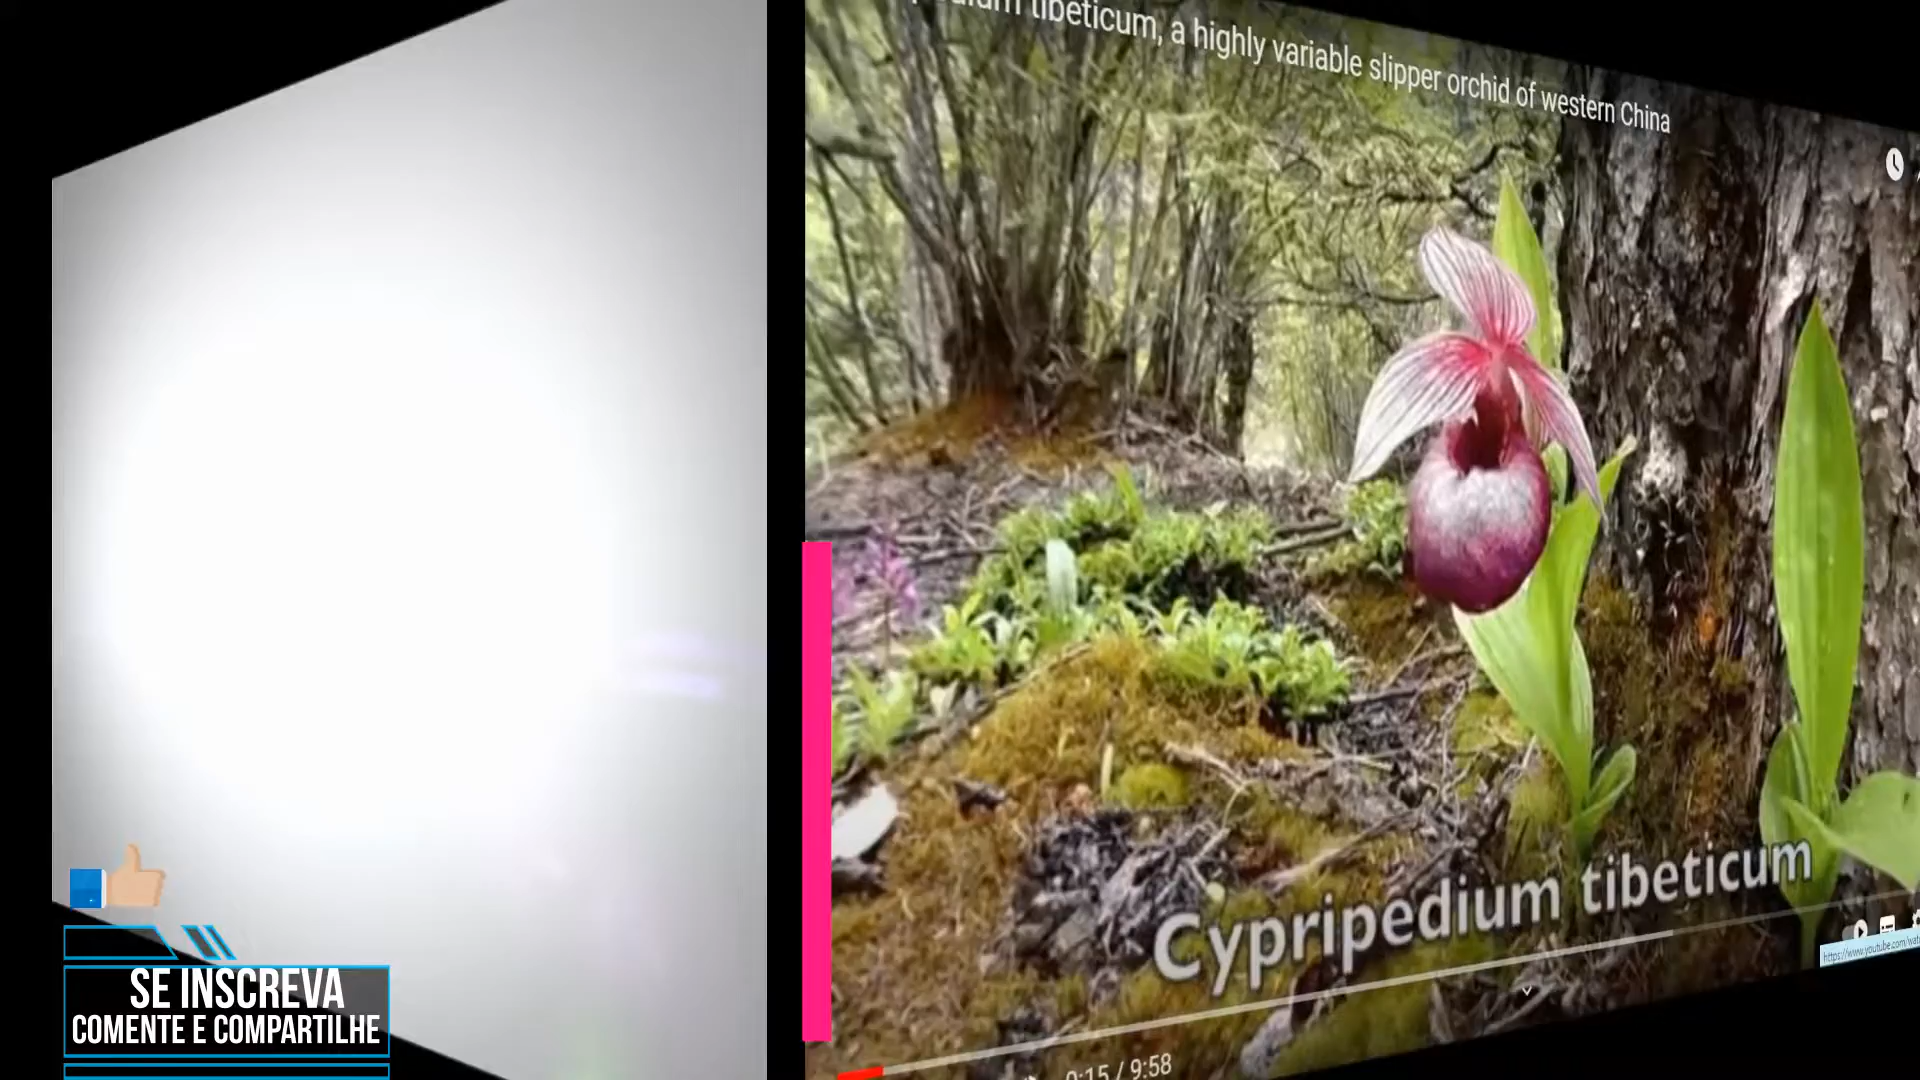 tibeticum, a highly variable slipper orchid of western China
Cypripedium tibeticum
0:15 / 9:58
SE INSCREVA
COMENTE E COMPARTILHE